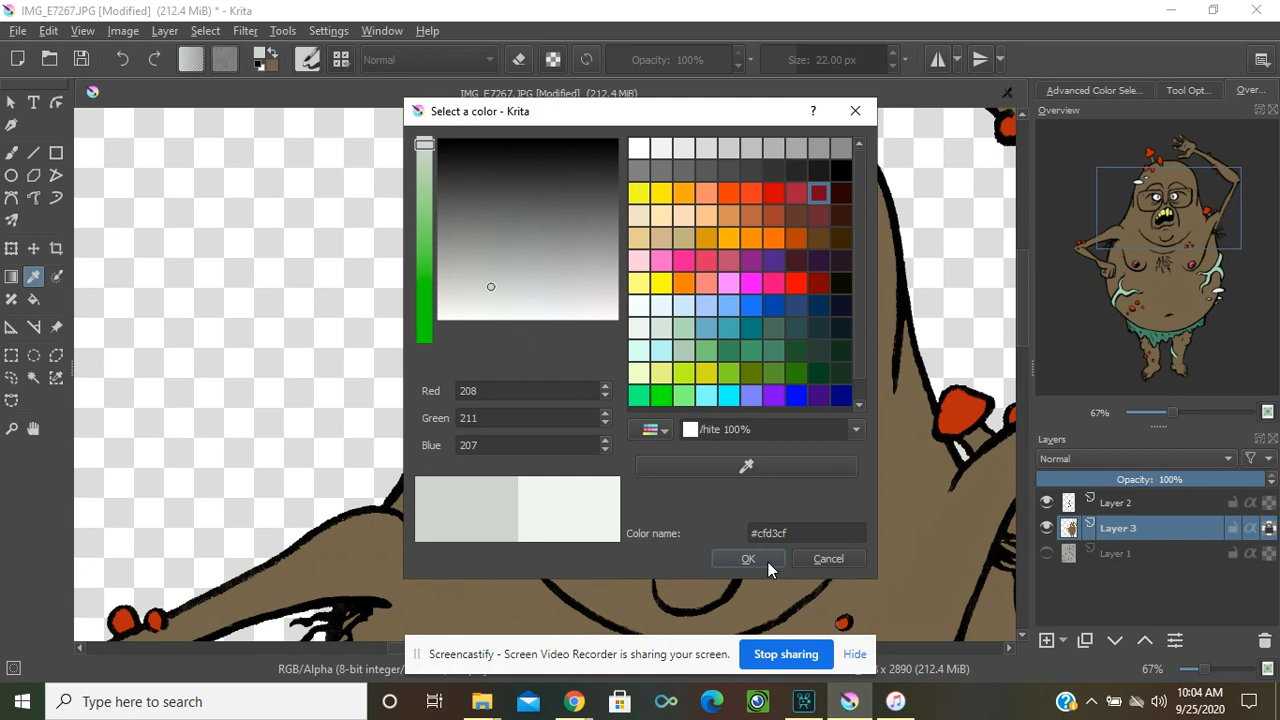 IMG_E7267.JPG [Modified] (212.4 MiB) * - Krita
File Edit View Image Layer Select Filter Tools Settings Window Help
Normal Opacity: 100% Size: 22.00 px
IMG_E7267.JPG [Modified] (212.4 MiB)
Advanced Color Sele... Tool Opt... Over...
Overview
Select a color - Krita
?
Red 208
Green 211
Blue 207
/hite 100%
Color name: #cfd3cf
OK Cancel
67%
Layers
Normal
Opacity: 100%
Layer 2
Layer 3
Layer 1
Screencastify - Screen Video Recorder is sharing your screen. Stop sharing Hide
RGB/Alpha (8-bit integer/ x 2890 (212.4 MiB) 67%
Type here to search
10:04 AM
9/25/2020